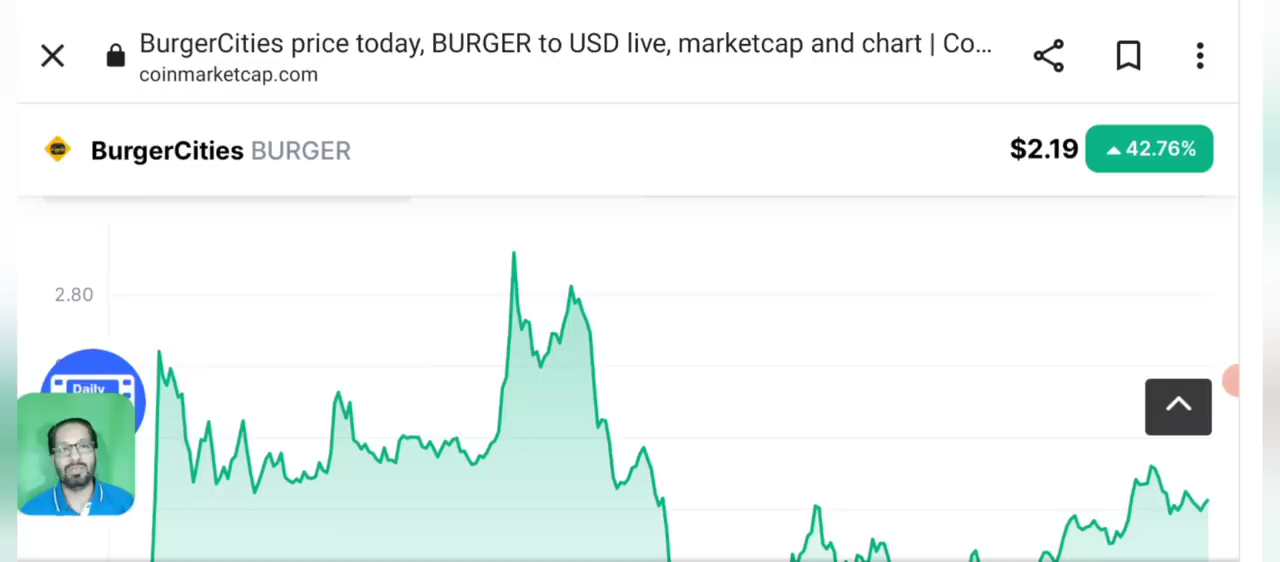 BurgerCities price today, BURGER to USD live, marketcap and chart | Co...
coinmarketcap.com
BurgerCities BURGER
$2.19 42.76%
2.80
Daily